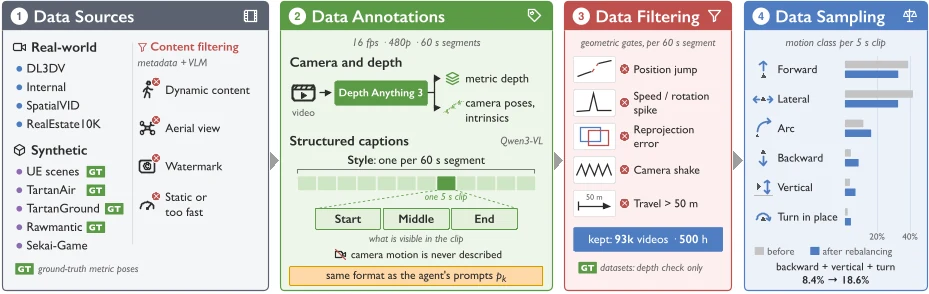 1 Data Sources
Real-world
DL3DV
Internal
SpatialVID
RealEstate10K
Synthetic
UE scenes GT
TartanAir GT
TartanGround GT
Rawmantic GT
Sekai-Game
GT ground-truth metric poses
Content filtering
metadata + VLM
Dynamic content
Aerial view
Watermark
Static or
too fast
2 Data Annotations
16 fps · 480p · 60 s segments
Camera and depth
video
Depth Anything 3
metric depth
camera poses,
intrinsics
Structured captions Qwen3-VL
Style: one per 60 s segment
one 5 s clip
Start Middle End
what is visible in the clip
camera motion is never described
same format as the agent's prompts pk
3 Data Filtering
geometric gates, per 60 s segment
Position jump
Speed / rotation
spike
Reprojection
error
Camera shake
50 m
Travel > 50 m
kept: 93k videos · 500 h
GT datasets: depth check only
4 Data Sampling
motion class per 5 s clip
Forward
Lateral
Arc
Backward
Vertical
Turn in place
20% 40%
before after rebalancing
backward + vertical + turn
8.4% → 18.6%